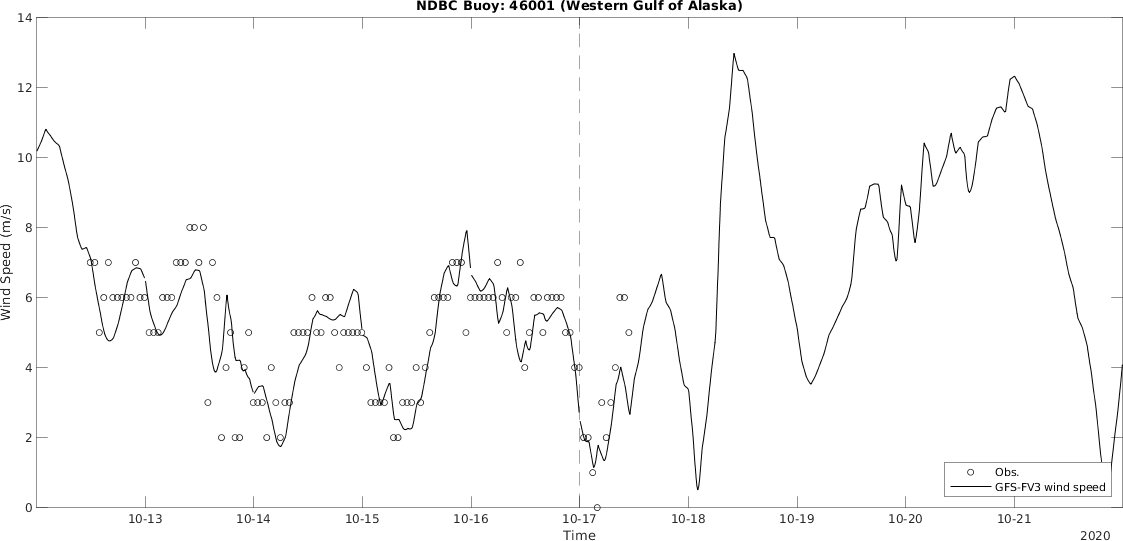 NDBC Buoy: 46001 (Western Gulf of Alaska)
14
12
10
8
6
4
2
0
Wind Speed (m/s)
10-13 10-14 10-15 10-16 10-17 10-18 10-19 10-20 10-21
Time
2020
Obs.
GFS-FV3 wind speed